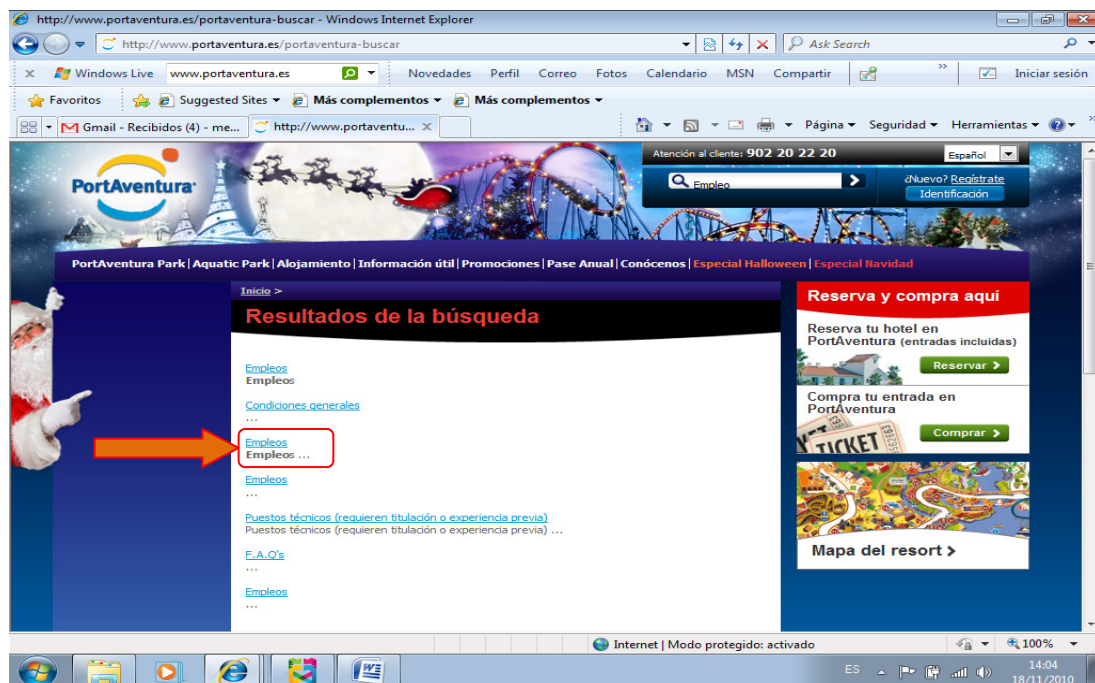 http://www.portaventura.es/portaventura-buscar - Windows Internet Explorer
http://www.portaventura.es/portaventura-buscar
Ask Search
Windows Live www.portaventura.es Novedades Perfil Correo Fotos Calendario MSN Compartir Iniciar sesión
Favoritos Suggested Sites Más complementos Más complementos
Gmail - Recibidos (4) - me... http://www.portaventu... Página Seguridad Herramientas
PortAventura
Atención al cliente: 902 20 22 20
Español
Empleo
¿Nuevo? Regístrate
Identificación
PortAventura Park | Aquatic Park | Alojamiento | Información útil | Promociones | Pase Anual | Conócenos | Especial Halloween | Especial Navidad
Inicio >
Resultados de la búsqueda
Empleos
Empleos
Condiciones generales
...
Empleos
Empleos ...
Empleos
...
Puestos técnicos (requieren titulación o experiencia previa)
Puestos técnicos (requieren titulación o experiencia previa) ...
F.A.Q's
...
Empleos
...
Reserva y compra aquí
Reserva tu hotel en
PortAventura (entradas incluidas)
Reservar >
Compra tu entrada en
PortAventura
TICKET
Comprar >
Mapa del resort >
Internet | Modo protegido: activado
100%
ES
14:04
18/11/2010